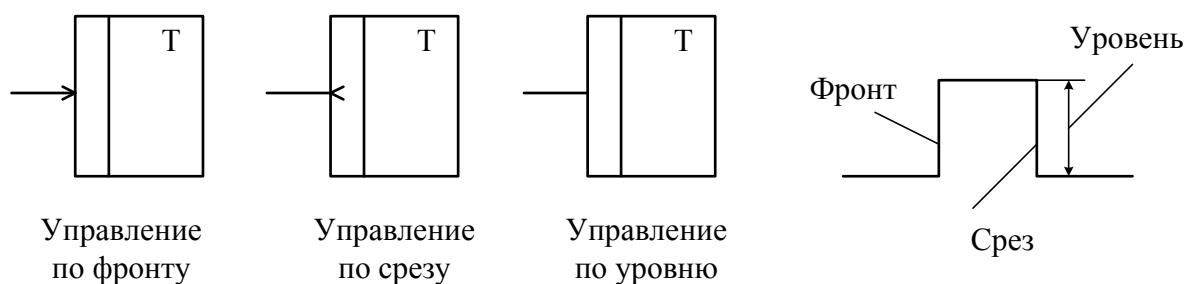 T
T
T
Уровень
Фронт
Срез
Управление
по фронту
Управление
по срезу
Управление
по уровню